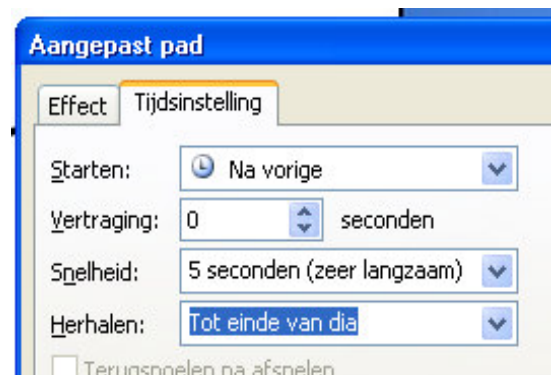 Aangepast pad
Effect Tijdsinstelling
Starten: Na vorige
Vertraging: 0 seconden
Snelheid: 5 seconden (zeer langzaam)
Herhalen: Tot einde van dia
Terugspoelen na afspelen